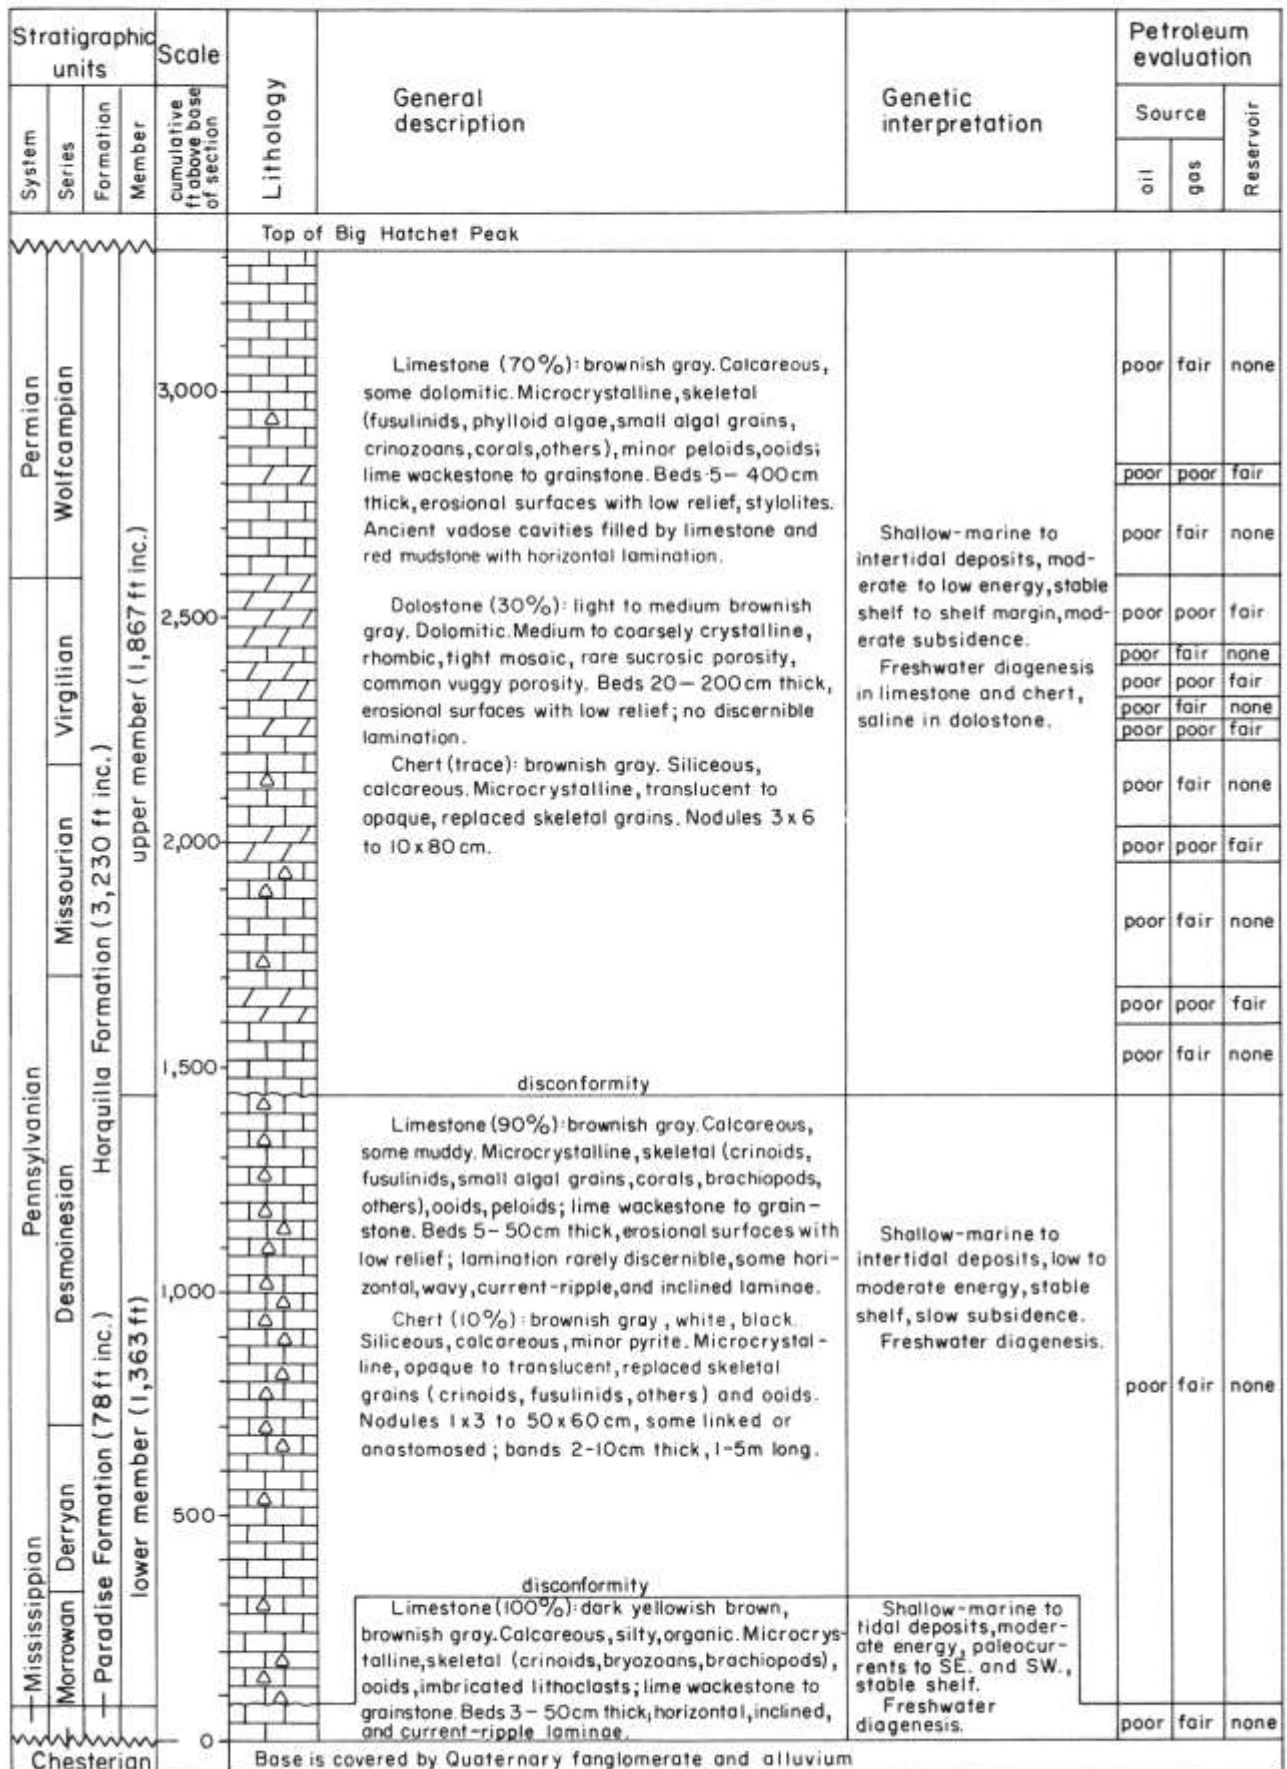 Stratigraphic
units
Scale
Lithology
General
description
Genetic
interpretation
Petroleum
evaluation
System
Series
Formation
Member
cumulative
ft above base
of section
Source
oil
gas
Reservoir
Top of Big Hatchet Peak
Permian
Pennsylvanian
Mississippian
Wolfcampian
Virgilian
Missourian
Desmoinesian
Derryan
Morrowan
Chesterian
Horquilla Formation (3,230 ft inc.)
Paradise Formation (78 ft inc.)
upper member (1,867 ft inc.)
lower member (1,363 ft)
3,000
2,500
2,000
1,500
1,000
500
0
Limestone (70%): brownish gray. Calcareous,
some dolomitic. Microcrystalline, skeletal
(fusulinids, phylloid algae, small algal grains,
crinozoans, corals, others), minor peloids, ooids;
lime wackestone to grainstone. Beds 5-400cm
thick, erosional surfaces with low relief, stylolites.
Ancient vadose cavities filled by limestone and
red mudstone with horizontal lamination.
Dolostone (30%): light to medium brownish
gray. Dolomitic. Medium to coarsely crystalline,
rhombic, tight mosaic, rare sucrosic porosity,
common vuggy porosity. Beds 20-200cm thick,
erosional surfaces with low relief; no discernible
lamination.
Chert (trace): brownish gray. Siliceous,
calcareous. Microcrystalline, translucent to
opaque, replaced skeletal grains. Nodules 3 x 6
to 10 x 80 cm.
Shallow-marine to
intertidal deposits, mod-
erate to low energy, stable
shelf to shelf margin, mod-
erate subsidence.
Freshwater diagenesis
in limestone and chert,
saline in dolostone.
poor fair none
poor poor fair
poor fair none
poor poor fair
poor fair none
poor poor fair
poor fair none
poor poor fair
poor fair none
poor poor fair
poor fair none
poor poor fair
poor fair none
disconformity
Limestone (90%): brownish gray. Calcareous,
some muddy. Microcrystalline, skeletal (crinoids,
fusulinids, small algal grains, corals, brachiopods,
others), ooids, peloids; lime wackestone to grain-
stone. Beds 5-50cm thick, erosional surfaces with
low relief; lamination rarely discernible, some hori-
zontal, wavy, current-ripple, and inclined laminae.
Chert (10%): brownish gray, white, black.
Siliceous, calcareous, minor pyrite. Microcrystal-
line, opaque to translucent, replaced skeletal
grains (crinoids, fusulinids, others) and ooids.
Nodules 1 x 3 to 50 x 60 cm, some linked or
anastomosed; bands 2-10cm thick, 1-5m long.
Shallow-marine to
intertidal deposits, low to
moderate energy, stable
shelf, slow subsidence.
Freshwater diagenesis.
poor fair none
disconformity
Limestone (100%): dark yellowish brown,
brownish gray. Calcareous, silty, organic. Microcrys-
talline, skeletal (crinoids, bryozoans, brachiopods),
ooids, imbricated lithoclasts; lime wackestone to
grainstone. Beds 3-50cm thick, horizontal, inclined,
and current-ripple laminae.
Shallow-marine to
tidal deposits, moder-
ate energy, paleocur-
rents to SE. and SW.,
stable shelf.
Freshwater
diagenesis.
poor fair none
Base is covered by Quaternary fanglomerate and alluvium